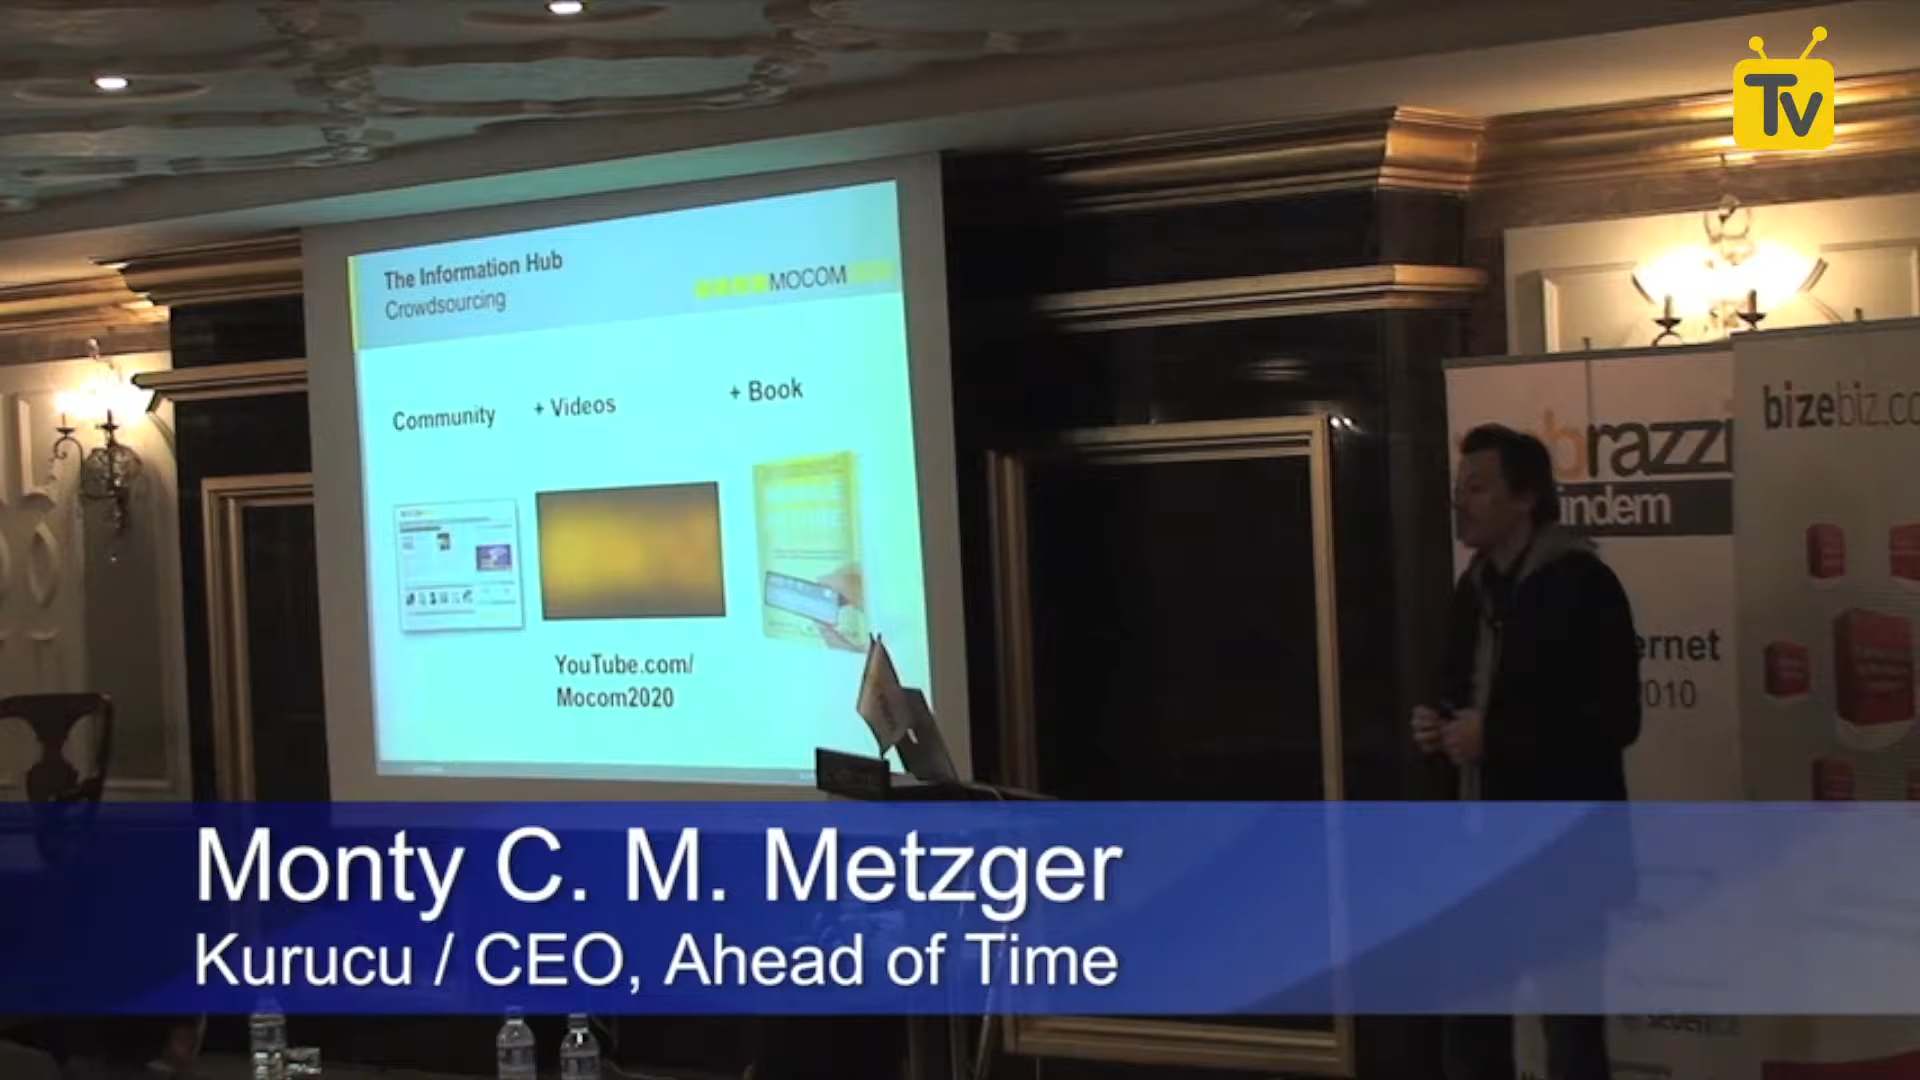 TV
The Information Hub
Crowdsourcing
MOCOM
Community
+ Videos
+ Book
YouTube.com/
Mocom2020
brazzi
indem
ernet
010
bizebiz.co
Monty C. M. Metzger
Kurucu / CEO, Ahead of Time